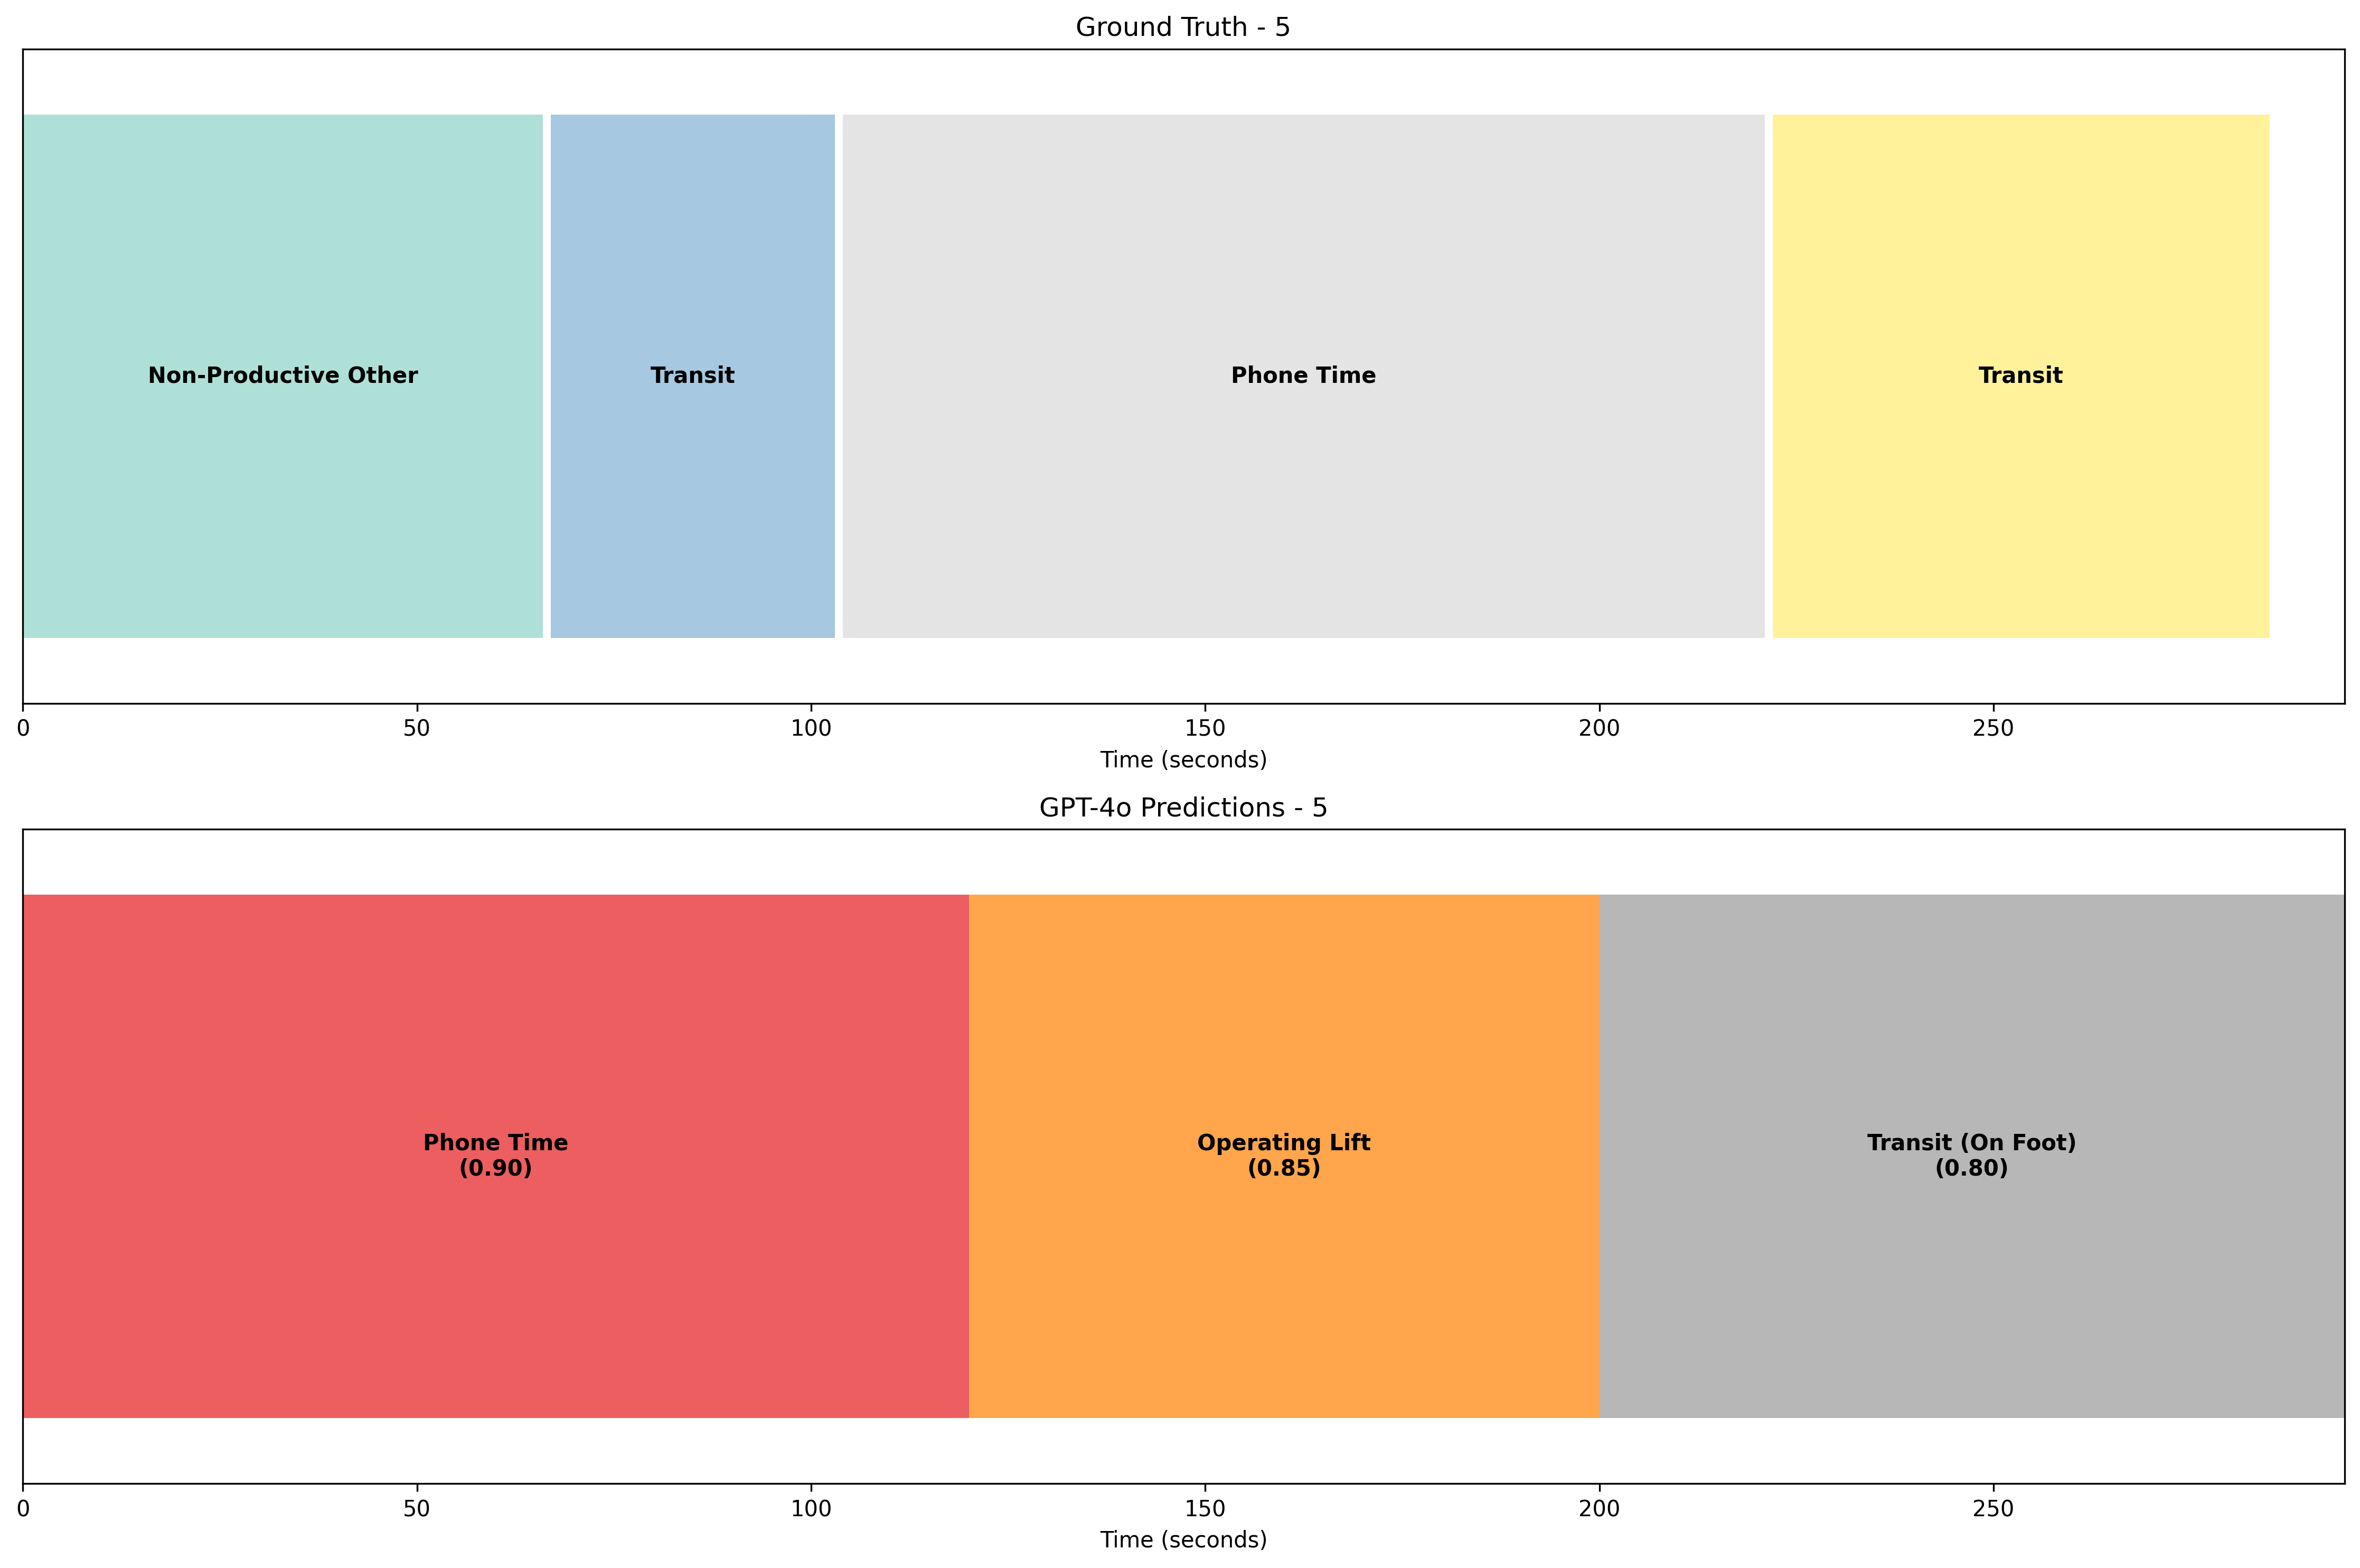 Ground Truth - 5
Non-Productive Other
Transit
Phone Time
Transit
0
50
100
150
200
250
Time (seconds)
GPT-4o Predictions - 5
Phone Time
(0.90)
Operating Lift
(0.85)
Transit (On Foot)
(0.80)
0
50
100
150
200
250
Time (seconds)